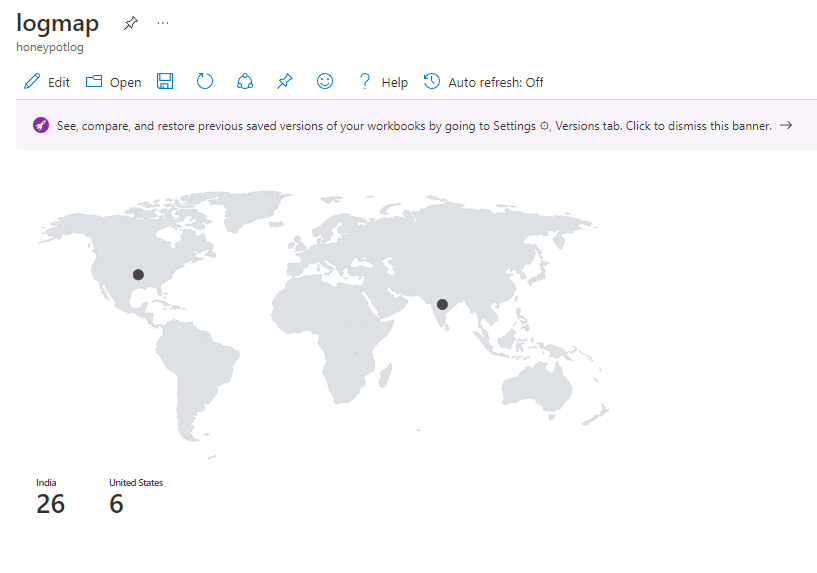 logmap
honeypotlog
Edit Open Help Auto refresh: Off
See, compare, and restore previous saved versions of your workbooks by going to Settings ⚙, Versions tab. Click to dismiss this banner. →
India United States
26 6